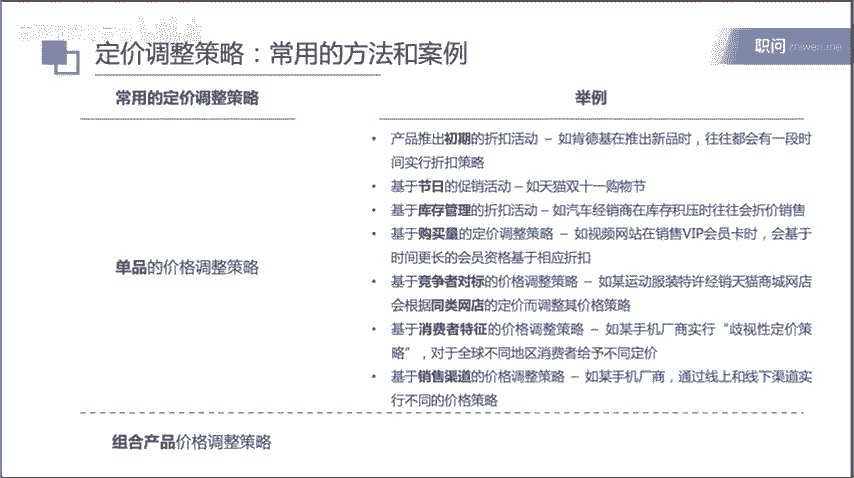 定价调整策略：常用的方法和案例
职问 zhiwen.me
常用的定价调整策略
举例
• 产品推出初期的折扣活动 – 如肯德基在推出新品时，往往都会有一段时
间实行折扣策略
• 基于节日的促销活动 – 如天猫双十一购物节
• 基于库存管理的折扣活动 – 如汽车经销商在库存积压时往往会折价销售
• 基于购买量的定价调整策略 – 如视频网站在销售VIP会员卡时，会基于
时间更长的会员资格基于相应折扣
单品的价格调整策略
• 基于竞争者对标的价格调整策略 – 如某运动服装特许经销天猫商城网店
会根据同类网店的定价而调整其价格策略
• 基于消费者特征的价格调整策略 – 如某手机厂商实行“歧视性定价策
略”，对于全球不同地区消费者给予不同定价
• 基于销售渠道的价格调整策略 – 如某手机厂商，通过线上和线下渠道实
行不同的价格策略
组合产品价格调整策略